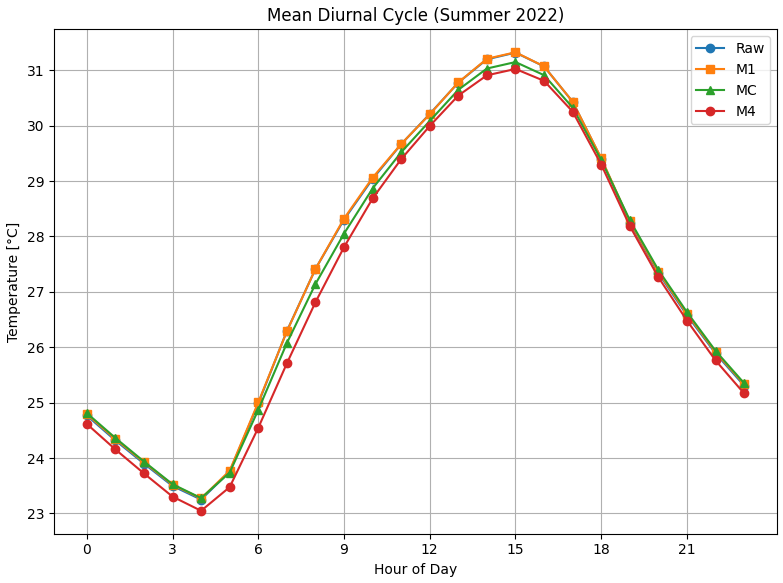 Mean Diurnal Cycle (Summer 2022)
Raw
M1
MC
M4
Temperature [°C]
31
30
29
28
27
26
25
24
23
0 3 6 9 12 15 18 21
Hour of Day